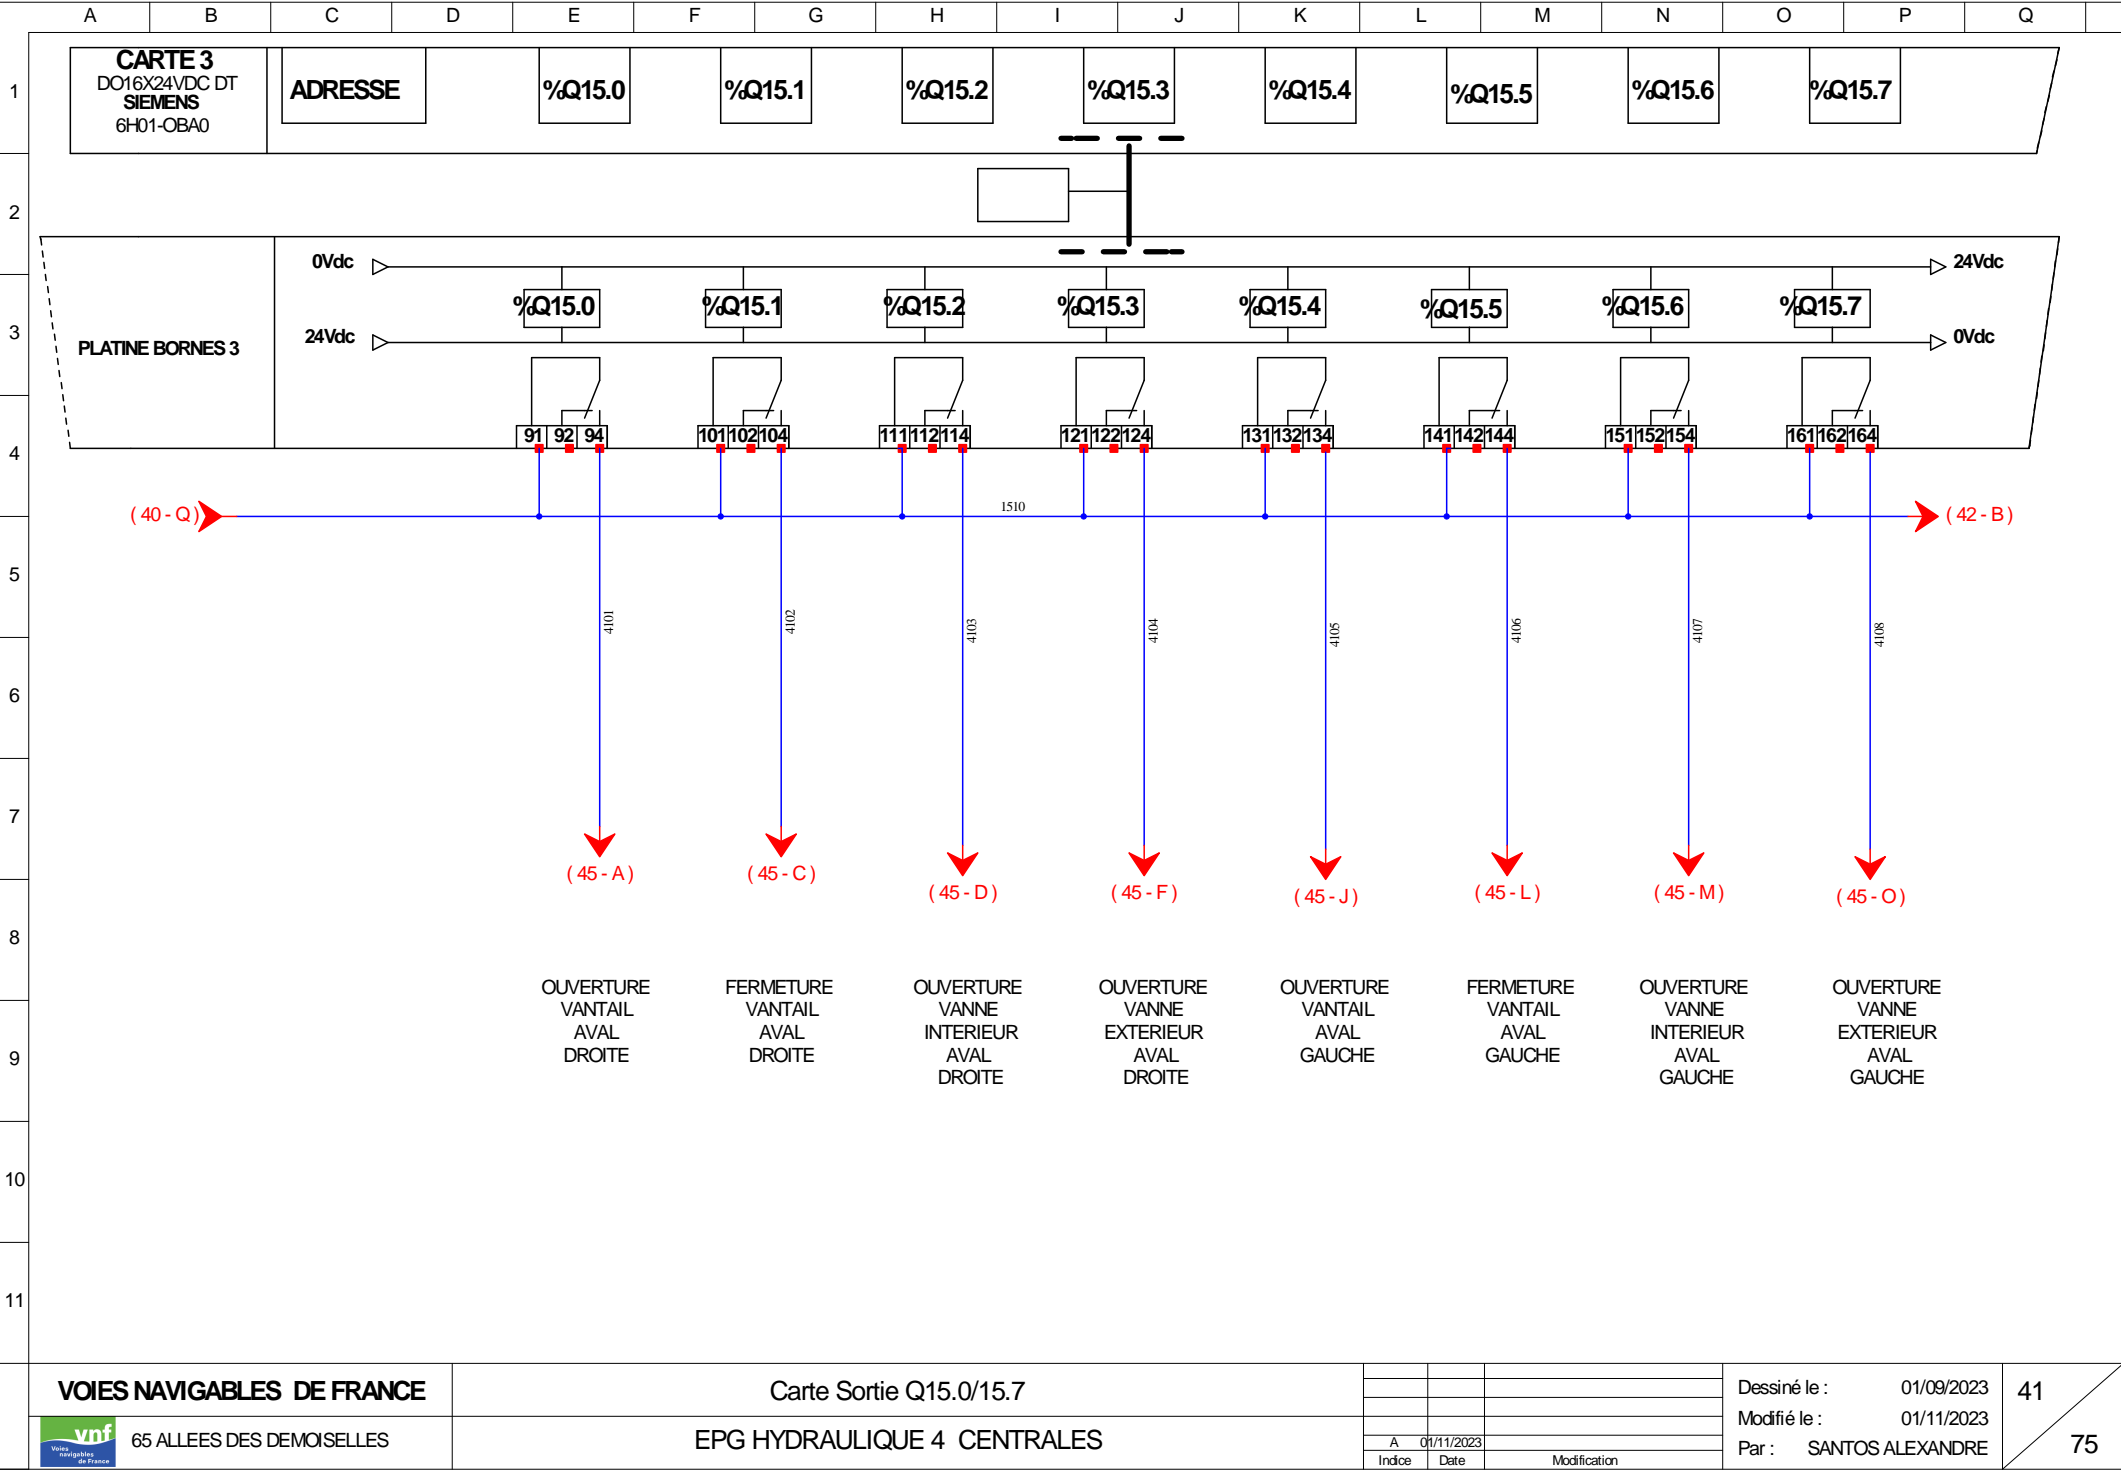 A B C D E F G H I J K L M N O P Q
1
CARTE 3
DO16X24VDC DT
SIEMENS
6H01-OBA0
ADRESSE
%Q15.0 %Q15.1 %Q15.2 %Q15.3 %Q15.4 %Q15.5 %Q15.6 %Q15.7
2
0Vdc 24Vdc
3
%Q15.0 %Q15.1 %Q15.2 %Q15.3 %Q15.4 %Q15.5 %Q15.6 %Q15.7
PLATINE BORNES 3
24Vdc 0Vdc
91 92 94 101 102 104 111 112 114 121 122 124 131 132 134 141 142 144 151 152 154 161 162 164
4
( 40 - Q ) 1510 ( 42 - B )
5
4101 4102 4103 4104 4105 4106 4107 4108
6
7
( 45 - A ) ( 45 - C ) ( 45 - D ) ( 45 - F ) ( 45 - J ) ( 45 - L ) ( 45 - M ) ( 45 - O )
8
OUVERTURE
VANTAIL
AVAL
DROITE
FERMETURE
VANTAIL
AVAL
DROITE
OUVERTURE
VANNE
INTERIEUR
AVAL
DROITE
OUVERTURE
VANNE
EXTERIEUR
AVAL
DROITE
OUVERTURE
VANTAIL
AVAL
GAUCHE
FERMETURE
VANTAIL
AVAL
GAUCHE
OUVERTURE
VANNE
INTERIEUR
AVAL
GAUCHE
OUVERTURE
VANNE
EXTERIEUR
AVAL
GAUCHE
9
10
11
VOIES NAVIGABLES DE FRANCE
vnf
Voies
navigables
de France
65 ALLEES DES DEMOISELLES
Carte Sortie Q15.0/15.7
EPG HYDRAULIQUE 4 CENTRALES
A 01/11/2023
Indice Date Modification
Dessiné le : 01/09/2023
Modifié le : 01/11/2023
Par : SANTOS ALEXANDRE
41
75